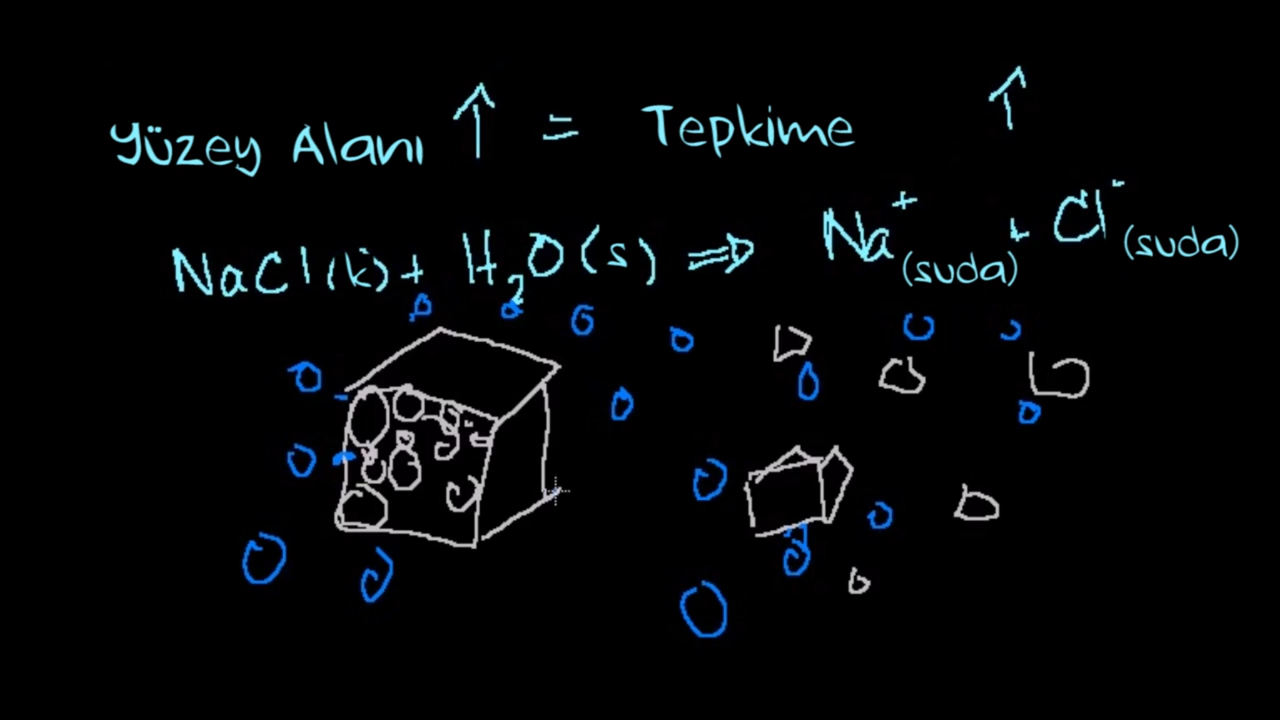 Yüzey Alanı ↑ = Tepkime ↑
NaCl(k) + H₂O(s) ⇒ Na⁺(suda) + Cl⁻(suda)